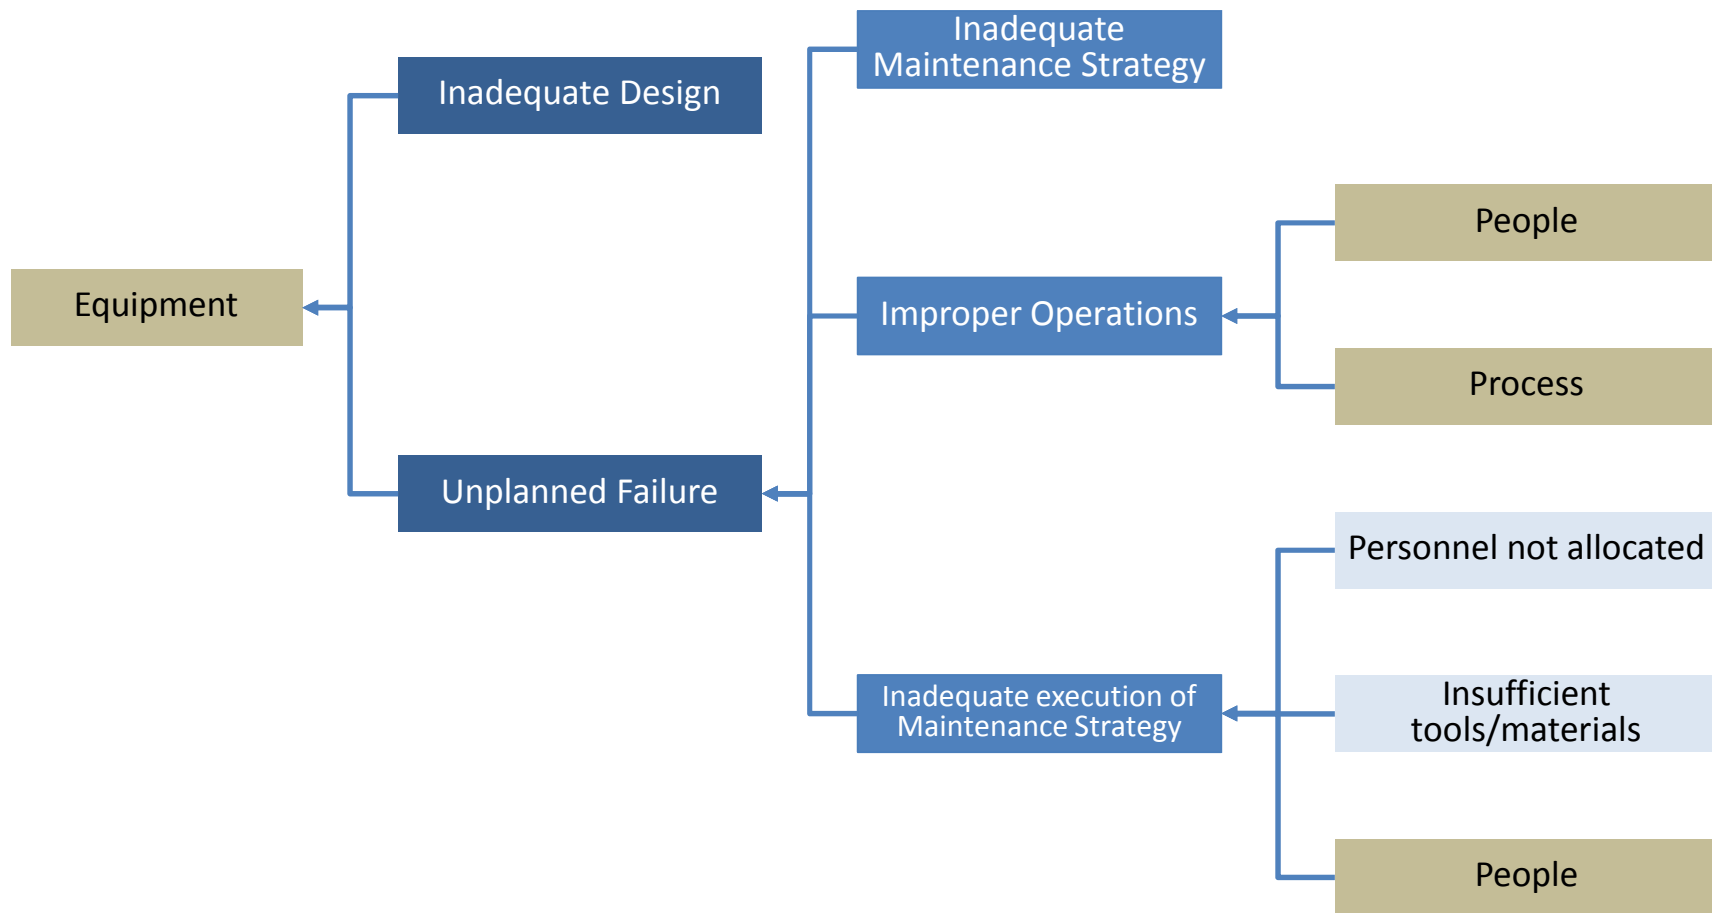 Equipment
Inadequate Design
Unplanned Failure
Inadequate
Maintenance Strategy
Improper Operations
Inadequate execution of
Maintenance Strategy
People
Process
Personnel not allocated
Insufficient
tools/materials
People